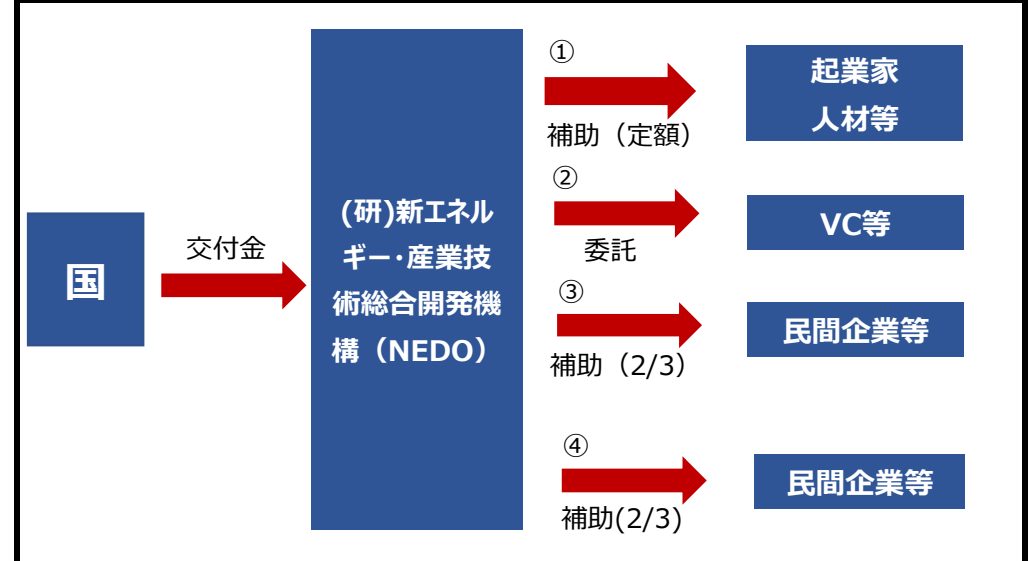 国
交付金
(研)新エネル
ギー・産業技
術総合開発機
構（NEDO）
①
補助（定額）
起業家
人材等
②
委託
VC等
③
補助（2/3）
民間企業等
④
補助(2/3)
民間企業等